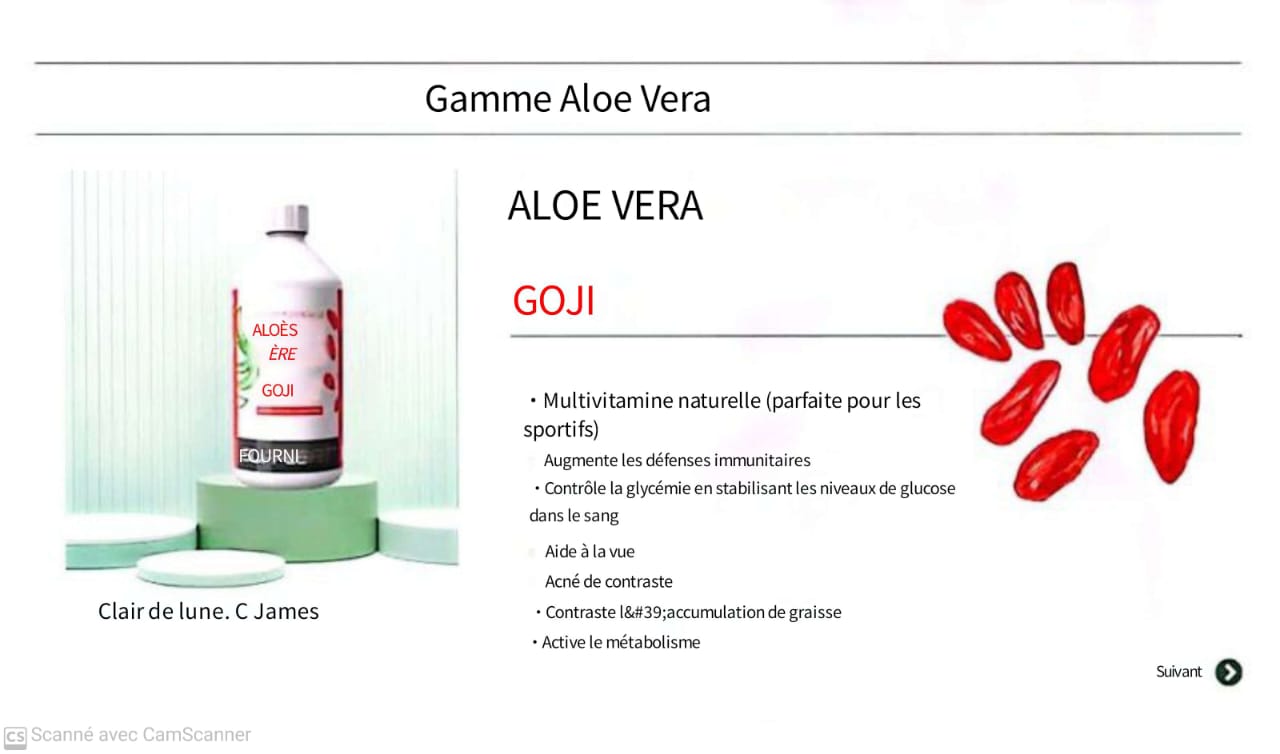 Gamme Aloe Vera
ALOE VERA
GOJI
ALOÈS
ÈRE
GOJI
FOURNI
• Multivitamine naturelle (parfaite pour les
sportifs)
Augmente les défenses immunitaires
• Contrôle la glycémie en stabilisant les niveaux de glucose
dans le sang
Aide à la vue
Acné de contraste
• Contraste l&#39;accumulation de graisse
• Active le métabolisme
Clair de lune. C James
Suivant
CS Scanné avec CamScanner